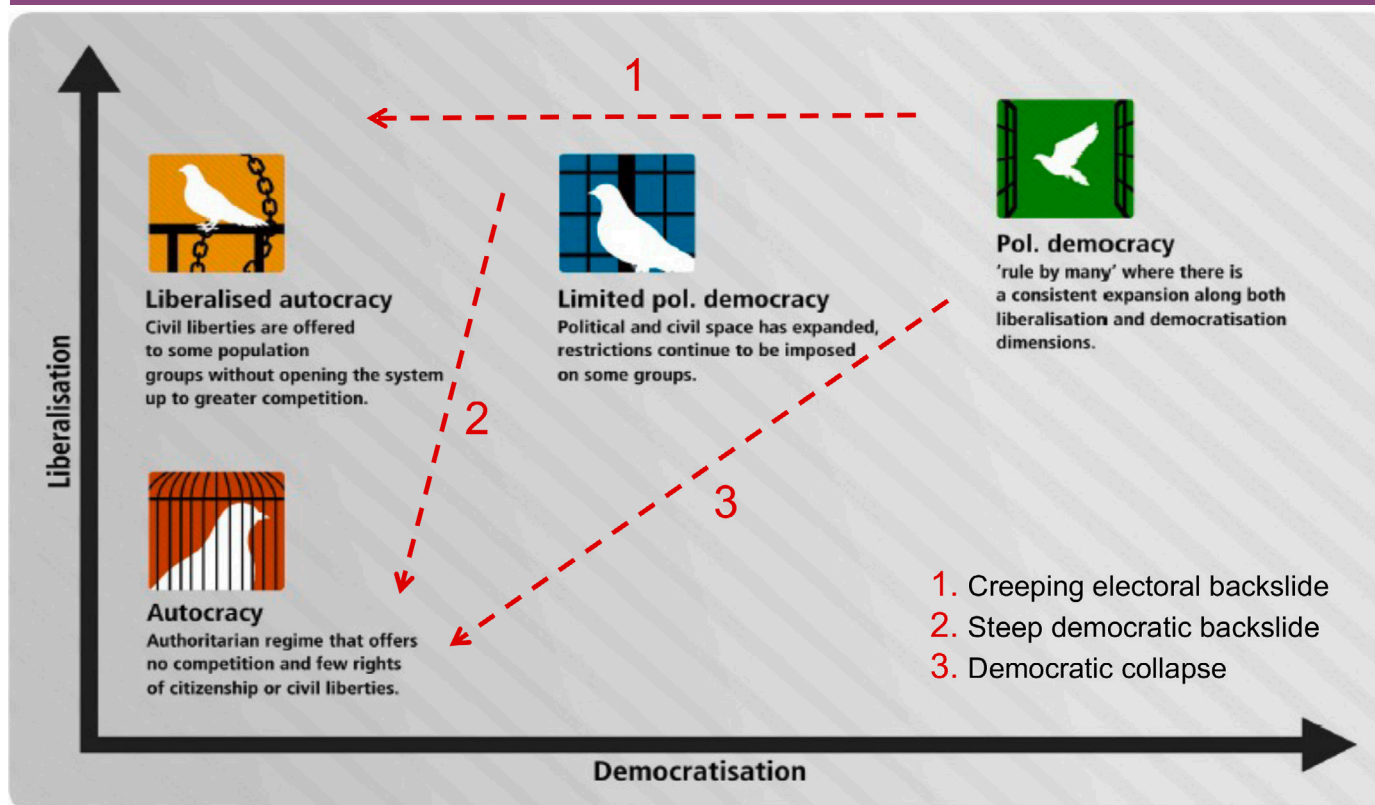 1
Liberalised autocracy
Civil liberties are offered
to some population
groups without opening the system
up to greater competition.
Limited pol. democracy
Political and civil space has expanded,
restrictions continue to be imposed
on some groups.
Pol. democracy
'rule by many' where there is
a consistent expansion along both
liberalisation and democratisation
dimensions.
Liberalisation
2
3
Autocracy
Authoritarian regime that offers
no competition and few rights
of citizenship or civil liberties.
1. Creeping electoral backslide
2. Steep democratic backslide
3. Democratic collapse
Democratisation